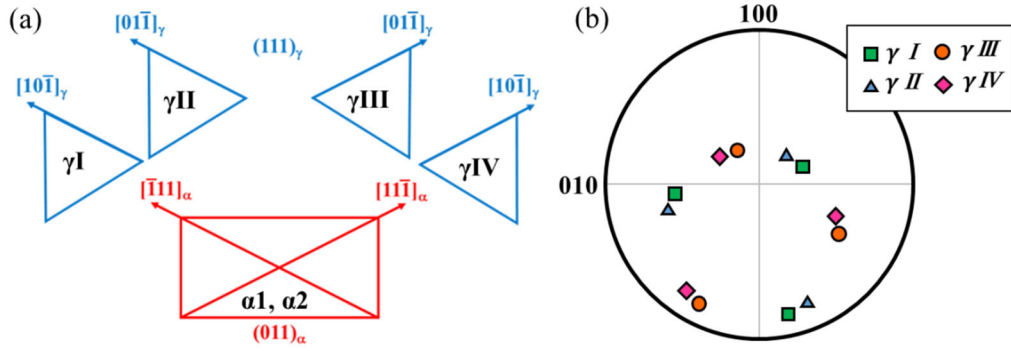 (a)
[01̄1̄]γ
(111)γ
[01̄1̄]γ
[101̄]γ
γII
γIII
[101̄]γ
γI
γIV
[1̄11]α
[111̄]α
α1, α2
(011)α
(b)
100
γ I γ III
γ II γ IV
010